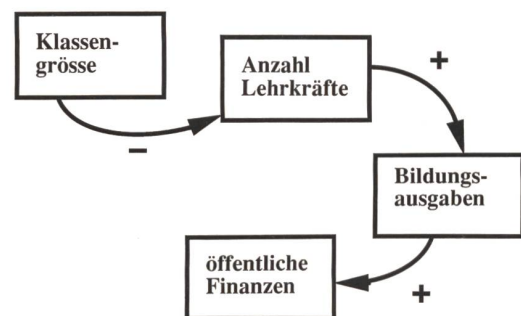 Klassen-
grösse
Anzahl
Lehrkräfte
+
–
Bildungs-
ausgaben
öffentliche
Finanzen
+